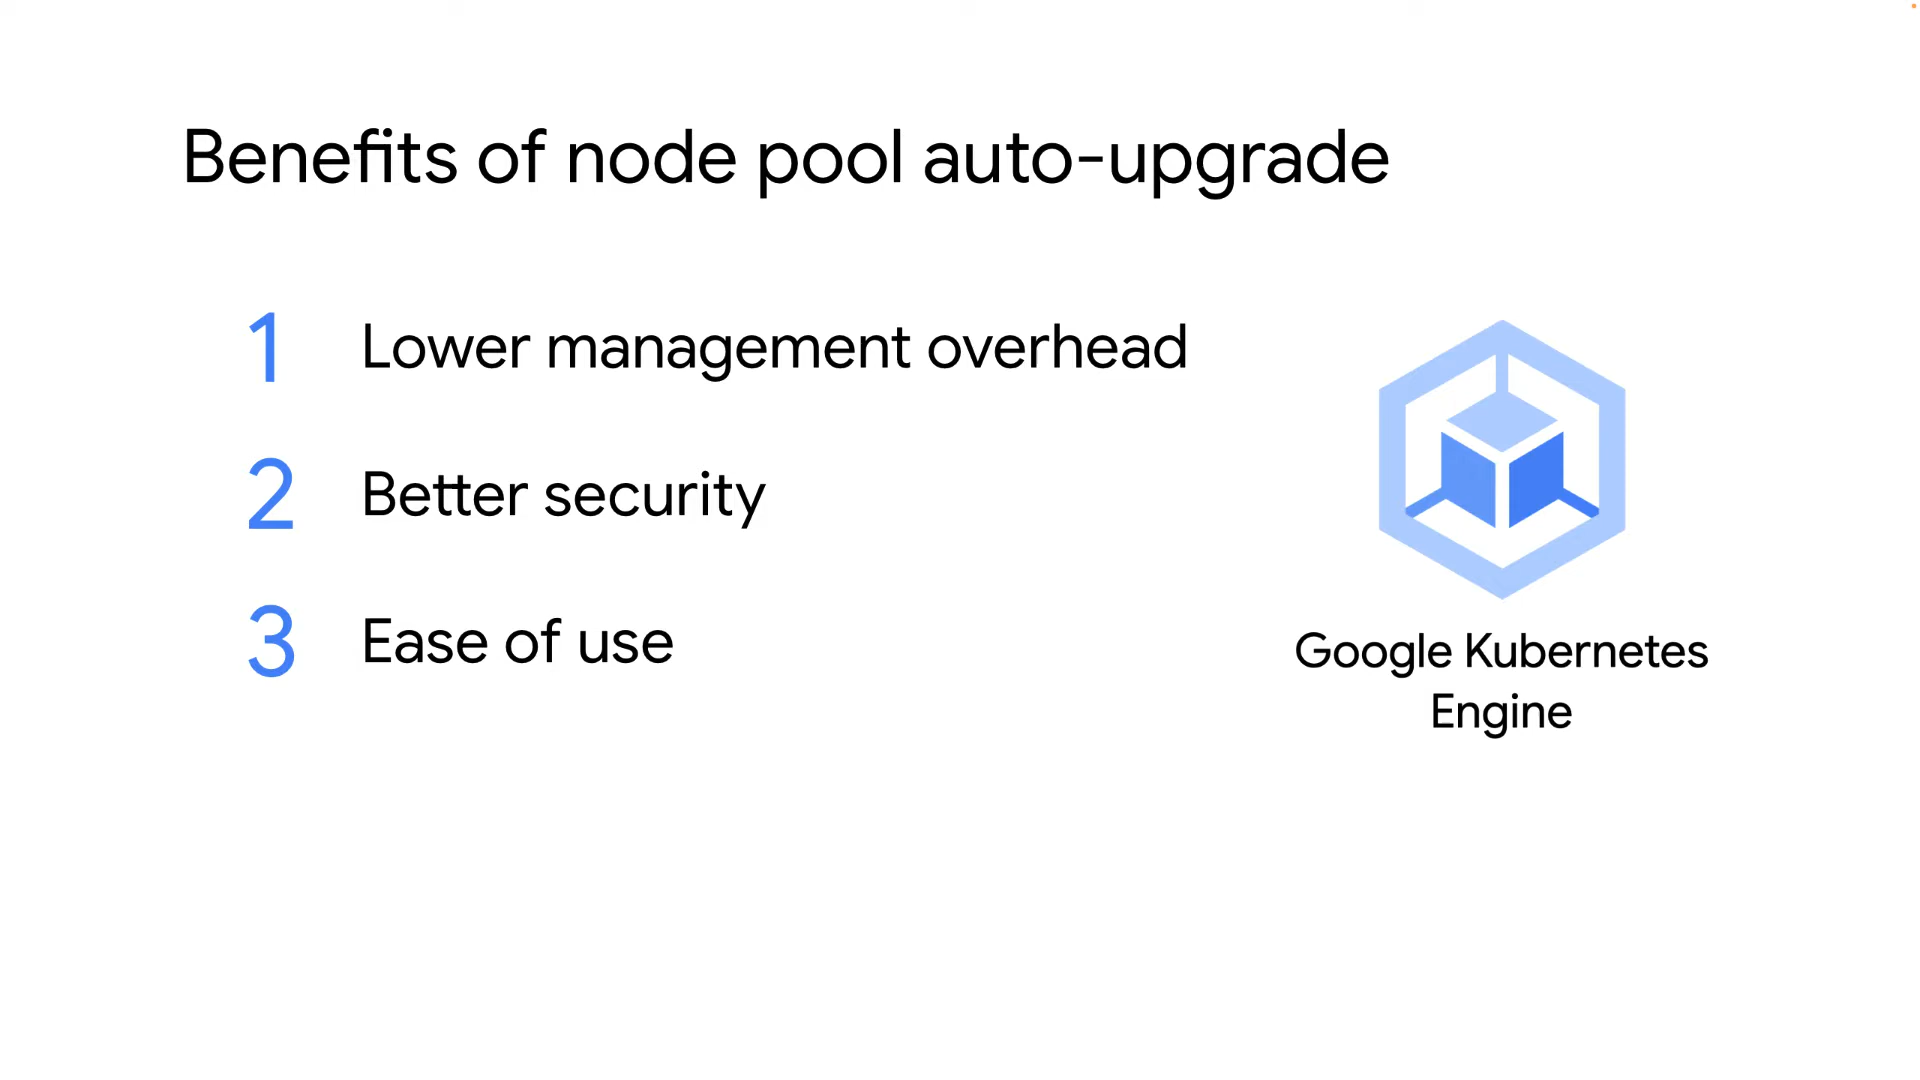 Benefits of node pool auto-upgrade
1 Lower management overhead
2 Better security
3 Ease of use
Google Kubernetes
Engine